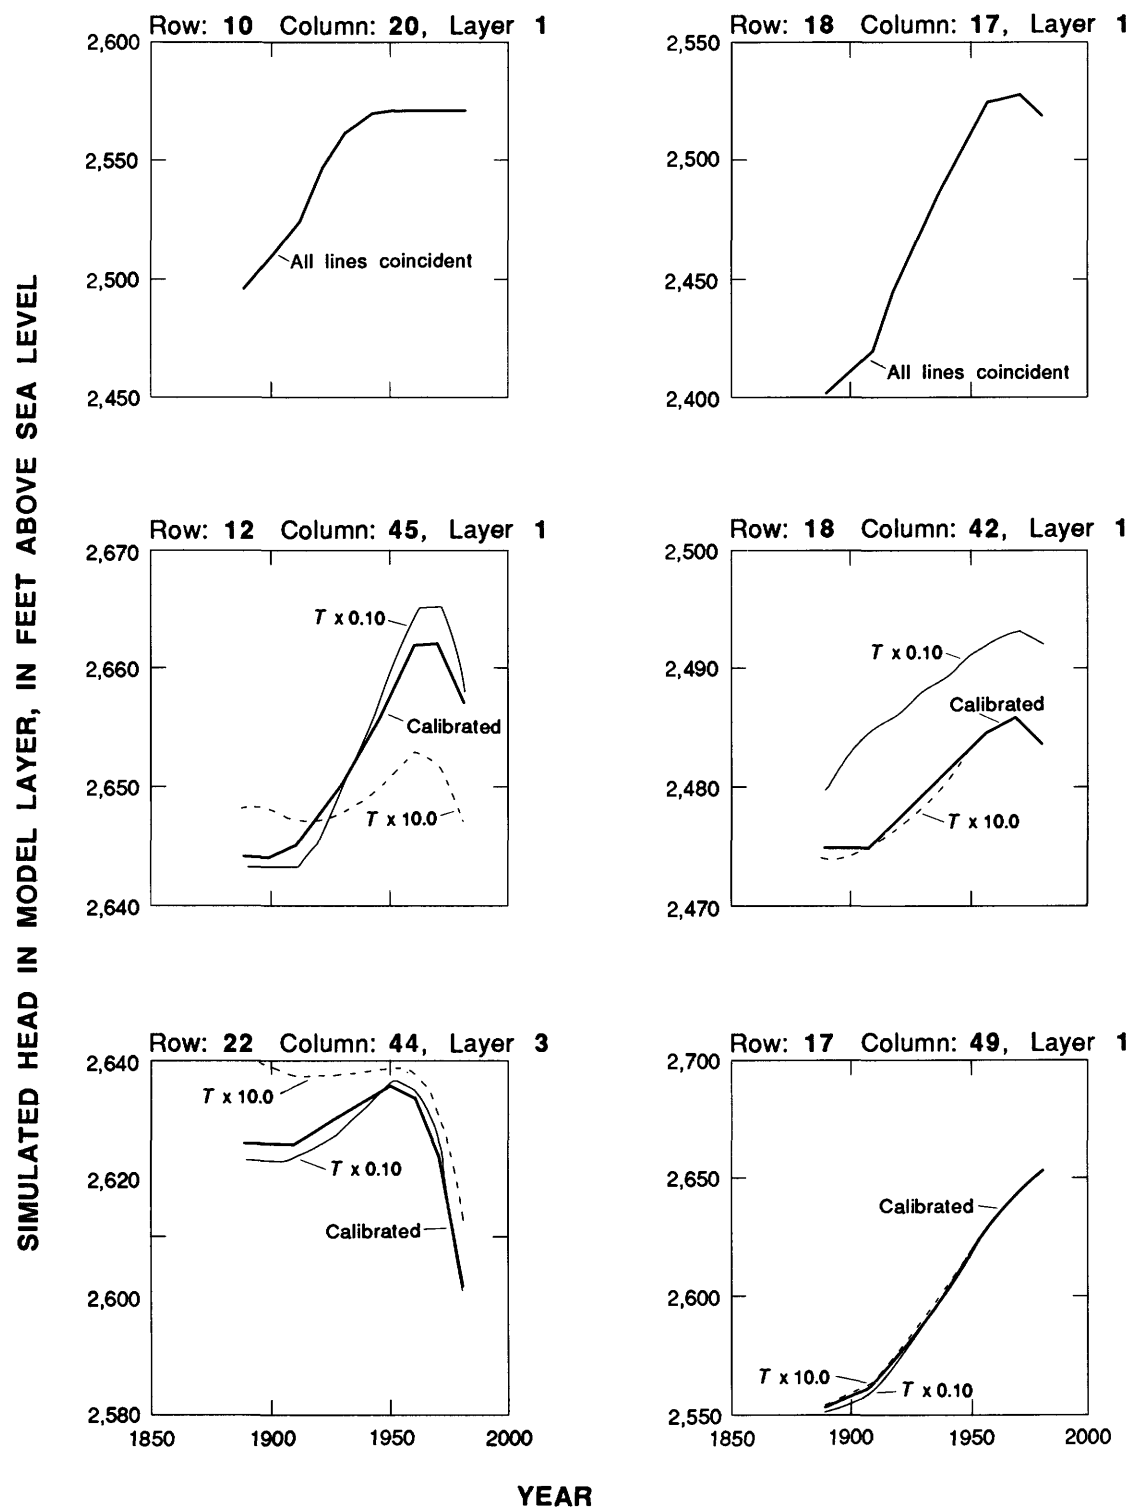 SIMULATED HEAD IN MODEL LAYER, IN FEET ABOVE SEA LEVEL
Row: 10 Column: 20, Layer 1
2,600
2,550
2,500
2,450
All lines coincident
Row: 18 Column: 17, Layer 1
2,550
2,500
2,450
2,400
All lines coincident
Row: 12 Column: 45, Layer 1
2,670
2,660
2,650
2,640
T x 0.10
Calibrated
T x 10.0
Row: 18 Column: 42, Layer 1
2,500
2,490
2,480
2,470
T x 0.10
Calibrated
T x 10.0
Row: 22 Column: 44, Layer 3
2,640
2,620
2,600
2,580
T x 10.0
T x 0.10
Calibrated
1850 1900 1950 2000
Row: 17 Column: 49, Layer 1
2,700
2,650
2,600
2,550
Calibrated
T x 10.0
T x 0.10
1850 1900 1950 2000
YEAR